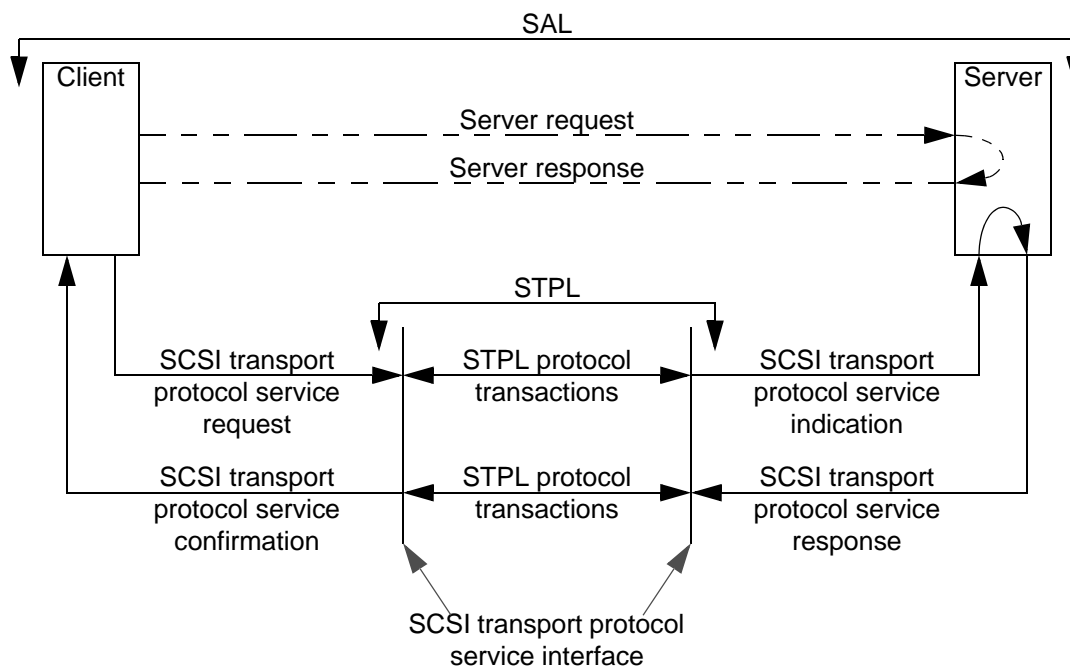 SAL
Client
Server
Server request
Server response
STPL
SCSI transport
protocol service
request
STPL protocol
transactions
SCSI transport
protocol service
indication
SCSI transport
protocol service
confirmation
STPL protocol
transactions
SCSI transport
protocol service
response
SCSI transport protocol
service interface